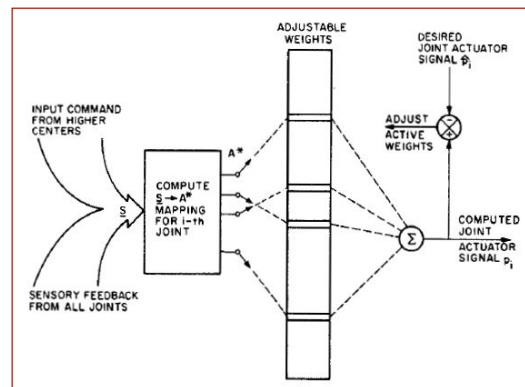 ADJUSTABLE
WEIGHTS
DESIRED
JOINT ACTUATOR
SIGNAL p̂i
INPUT COMMAND
FROM HIGHER
CENTERS
A*
ADJUST
ACTIVE
WEIGHTS
−
+
S
COMPUTE
S→A*
MAPPING
FOR i-th
JOINT
Σ
COMPUTED
JOINT
ACTUATOR
SIGNAL pi
SENSORY FEEDBACK
FROM ALL JOINTS